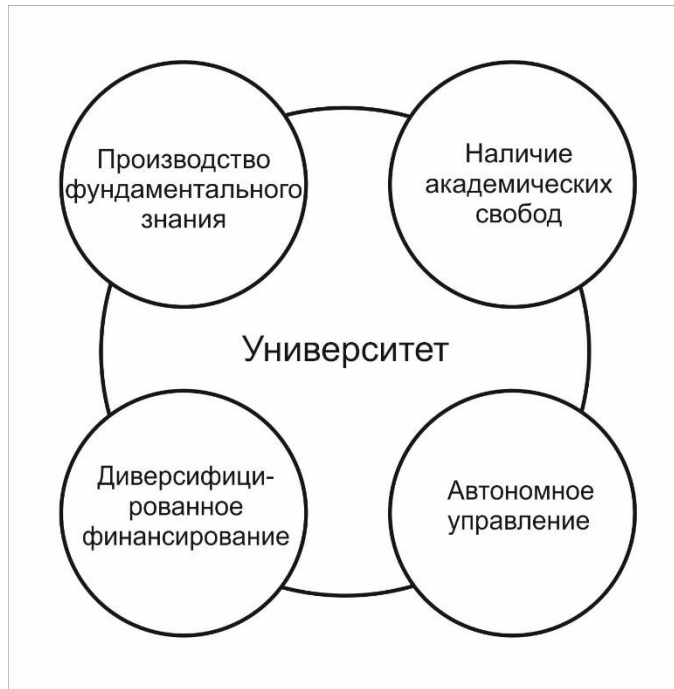 Производство
фундаментального
знания
Наличие
академических
свобод
Университет
Диверсифици-
рованное
финансирование
Автономное
управление